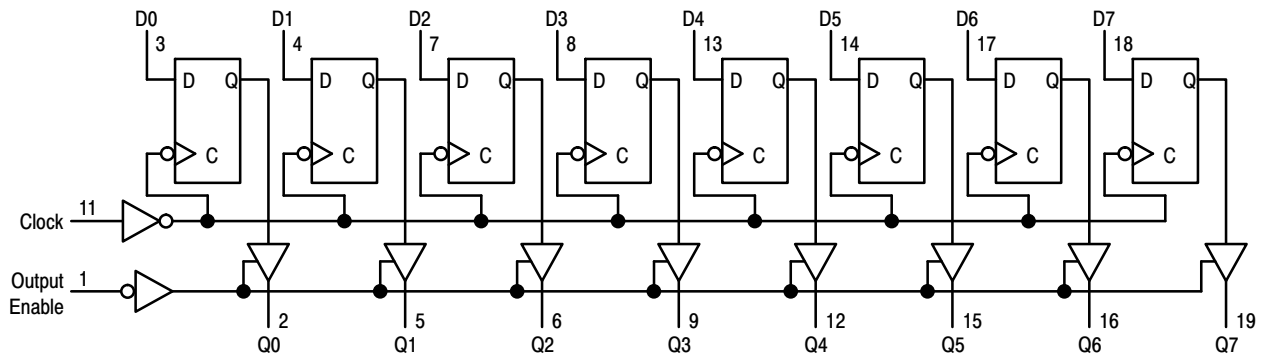 D0 D1 D2 D3 D4 D5 D6 D7
3 4 7 8 13 14 17 18
D Q D Q D Q D Q D Q D Q D Q D Q
C C C C C C C C
Clock 11
Output Enable 1
2 5 6 9 12 15 16 19
Q0 Q1 Q2 Q3 Q4 Q5 Q6 Q7